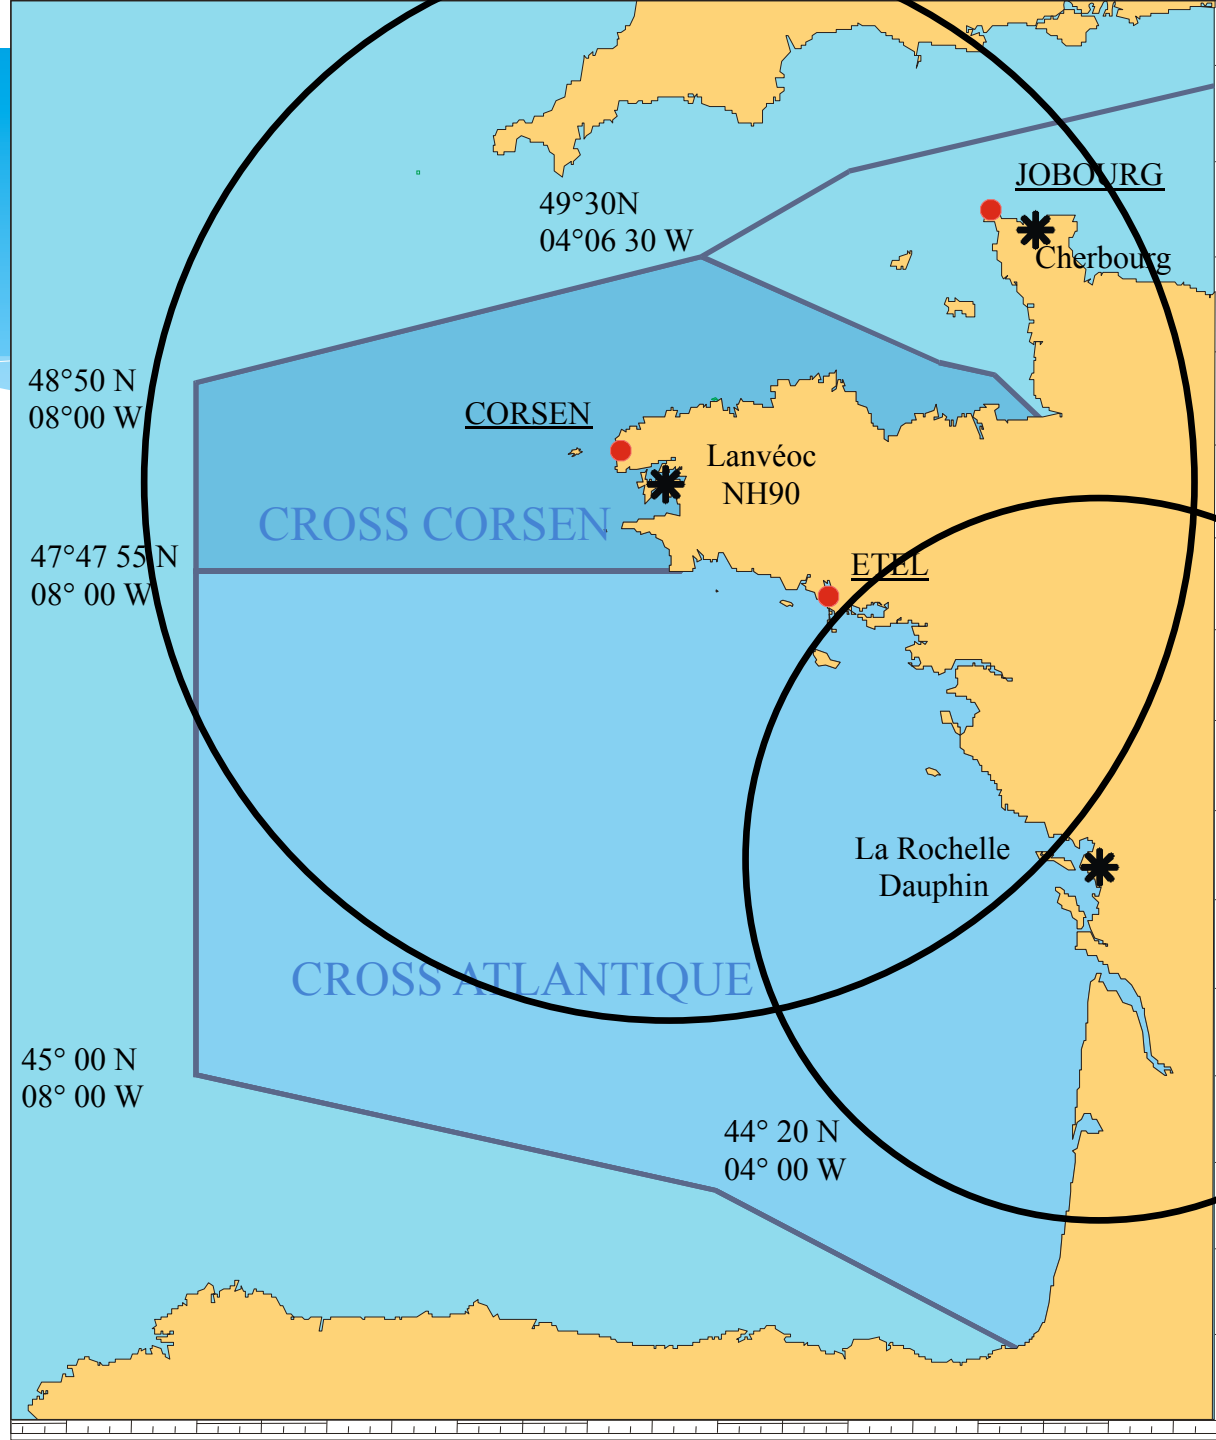 JOBOURG
49°30N
04°06 30 W
Cherbourg
48°50 N
08°00 W
CORSEN
Lanvéoc
NH90
CROSS CORSEN
47°47 55 N
08° 00 W
ETEL
La Rochelle
Dauphin
CROSS ATLANTIQUE
45° 00 N
08° 00 W
44° 20 N
04° 00 W